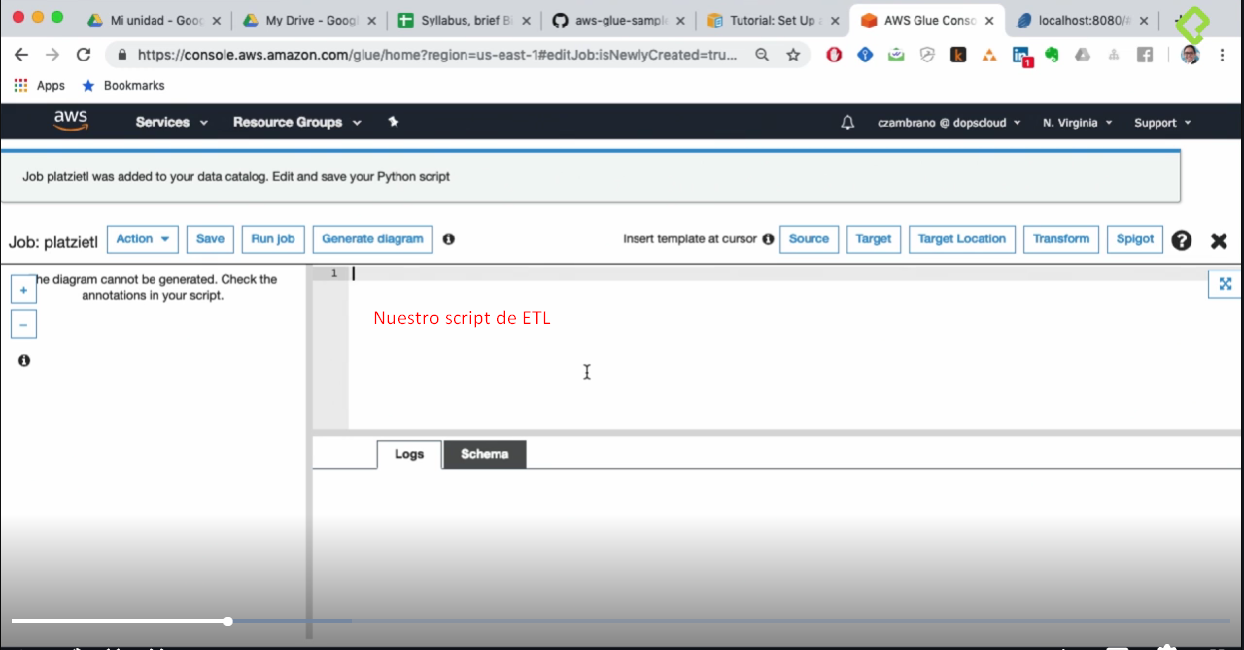 Mi unidad - Goo
My Drive - Googl
Syllabus, brief B
aws-glue-sampl
Tutorial: Set Up
AWS Glue Conso
localhost:8080/
https://console.aws.amazon.com/glue/home?region=us-east-1#editJob:isNewlyCreated=tru...
1
Apps
Bookmarks
aws
Services
Resource Groups
czambrano @ dopsdoud
N. Virginia
Support
Job platzietl was added to your data catalog. Edit and save your Python script
Job: platzietl
Action
Save
Run job
Generate diagram
Insert template at cursor
Source
Target
Target Location
Transform
Spigot
he diagram cannot be generated. Check the
annotations in your script.
1
Nuestro script de ETL
Logs
Schema